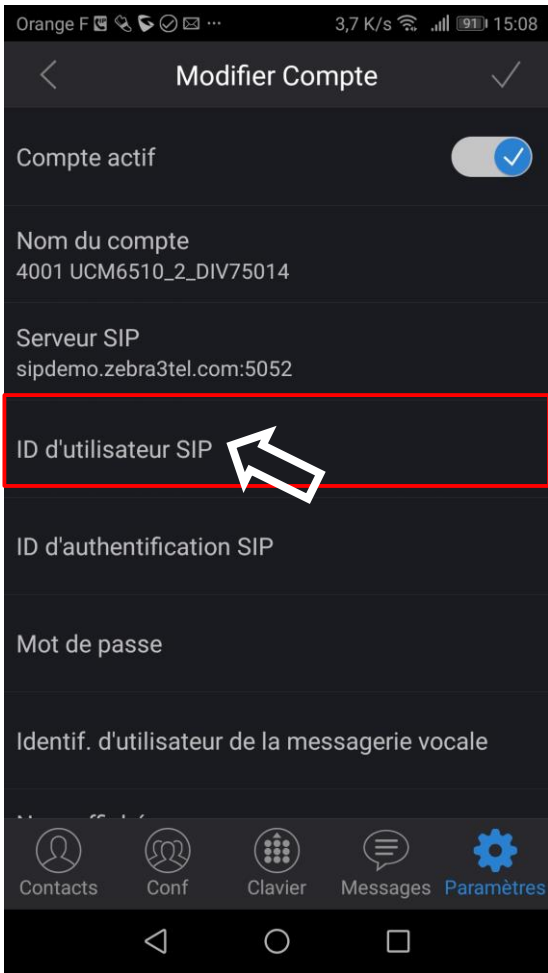 Orange F ... 3,7 K/s 91 15:08
Modifier Compte
Compte actif
Nom du compte
4001 UCM6510_2_DIV75014
Serveur SIP
sipdemo.zebra3tel.com:5052
ID d'utilisateur SIP
ID d'authentification SIP
Mot de passe
Identif. d'utilisateur de la messagerie vocale
Contacts Conf Clavier Messages Paramètres